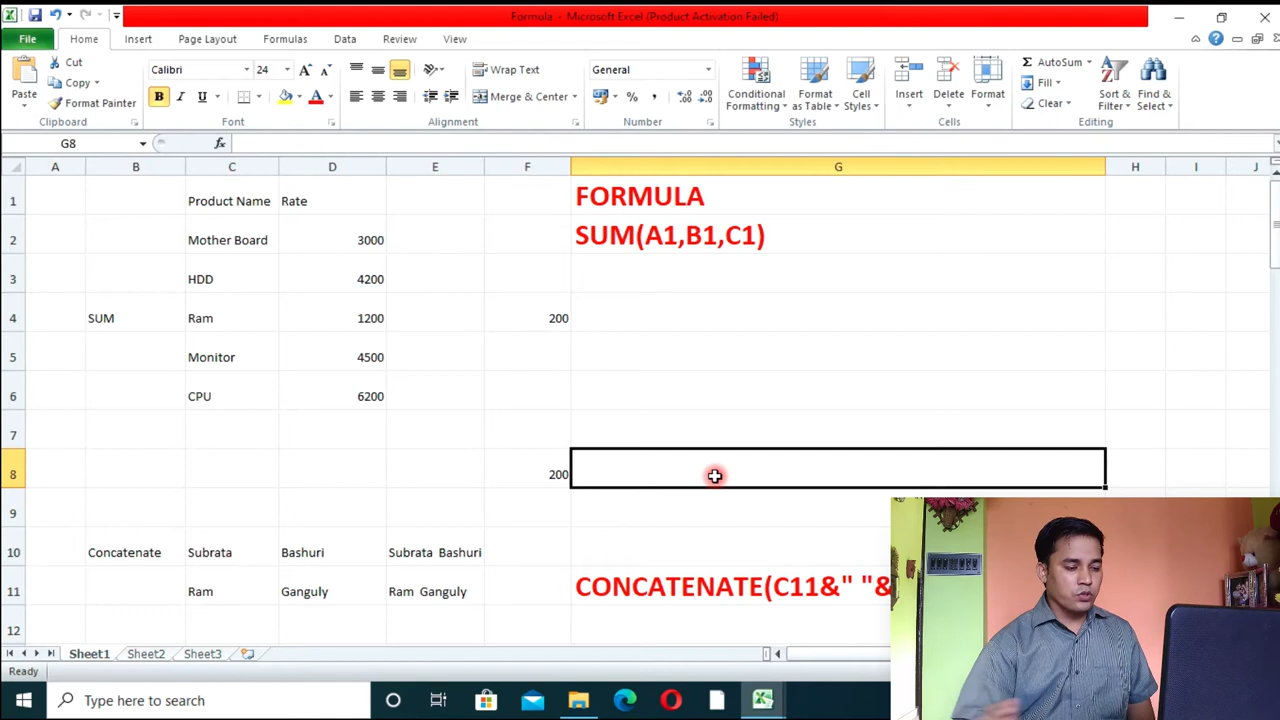 Formula - Microsoft Excel (Product Activation Failed)
File Home Insert Page Layout Formulas Data Review View
Paste
Cut
Copy
Format Painter
Clipboard
Calibri 24
B I U
Font
Wrap Text
Merge & Center
Alignment
General
%
Number
Conditional Formatting
Format as Table
Cell Styles
Styles
Insert
Delete
Format
Cells
AutoSum
Fill
Clear
Sort & Filter
Find & Select
Editing
G8 fx
A B C D E F G H I J
1 Product Name Rate FORMULA
2 Mother Board 3000 SUM(A1,B1,C1)
3 HDD 4200
4 SUM Ram 1200 200
5 Monitor 4500
6 CPU 6200
7
8 200
9
10 Concatenate Subrata Bashuri Subrata Bashuri
11 Ram Ganguly Ram Ganguly CONCATENATE(C11&" "&
12
Sheet1 Sheet2 Sheet3
Ready
Type here to search